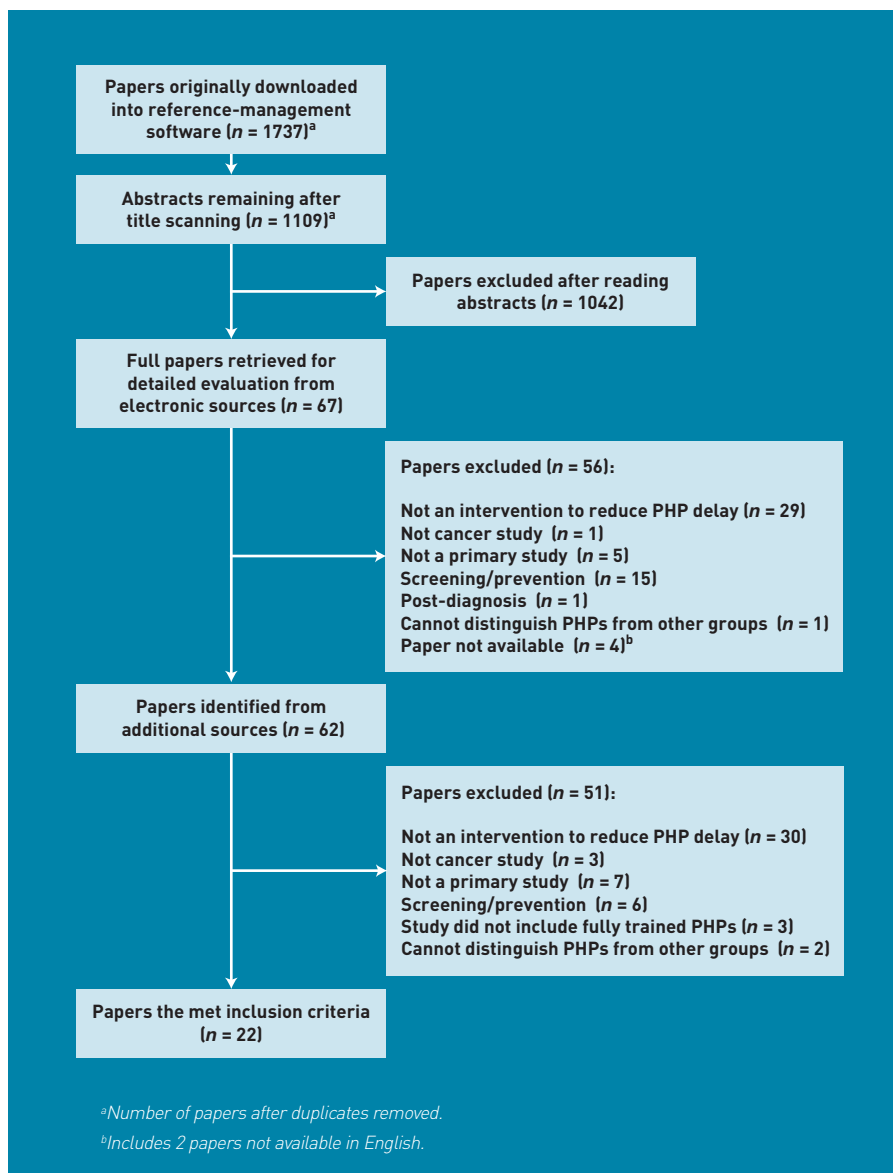 Papers originally downloaded
into reference-management
software (n = 1737)a
Abstracts remaining after
title scanning (n = 1109)a
Papers excluded after reading
abstracts (n = 1042)
Full papers retrieved for
detailed evaluation from
electronic sources (n = 67)
Papers excluded (n = 56):
Not an intervention to reduce PHP delay (n = 29)
Not cancer study (n = 1)
Not a primary study (n = 5)
Screening/prevention (n = 15)
Post-diagnosis (n = 1)
Cannot distinguish PHPs from other groups (n = 1)
Paper not available (n = 4)b
Papers identified from
additional sources (n = 62)
Papers excluded (n = 51):
Not an intervention to reduce PHP delay (n = 30)
Not cancer study (n = 3)
Not a primary study (n = 7)
Screening/prevention (n = 6)
Study did not include fully trained PHPs (n = 3)
Cannot distinguish PHPs from other groups (n = 2)
Papers the met inclusion criteria
(n = 22)
aNumber of papers after duplicates removed.
bIncludes 2 papers not available in English.